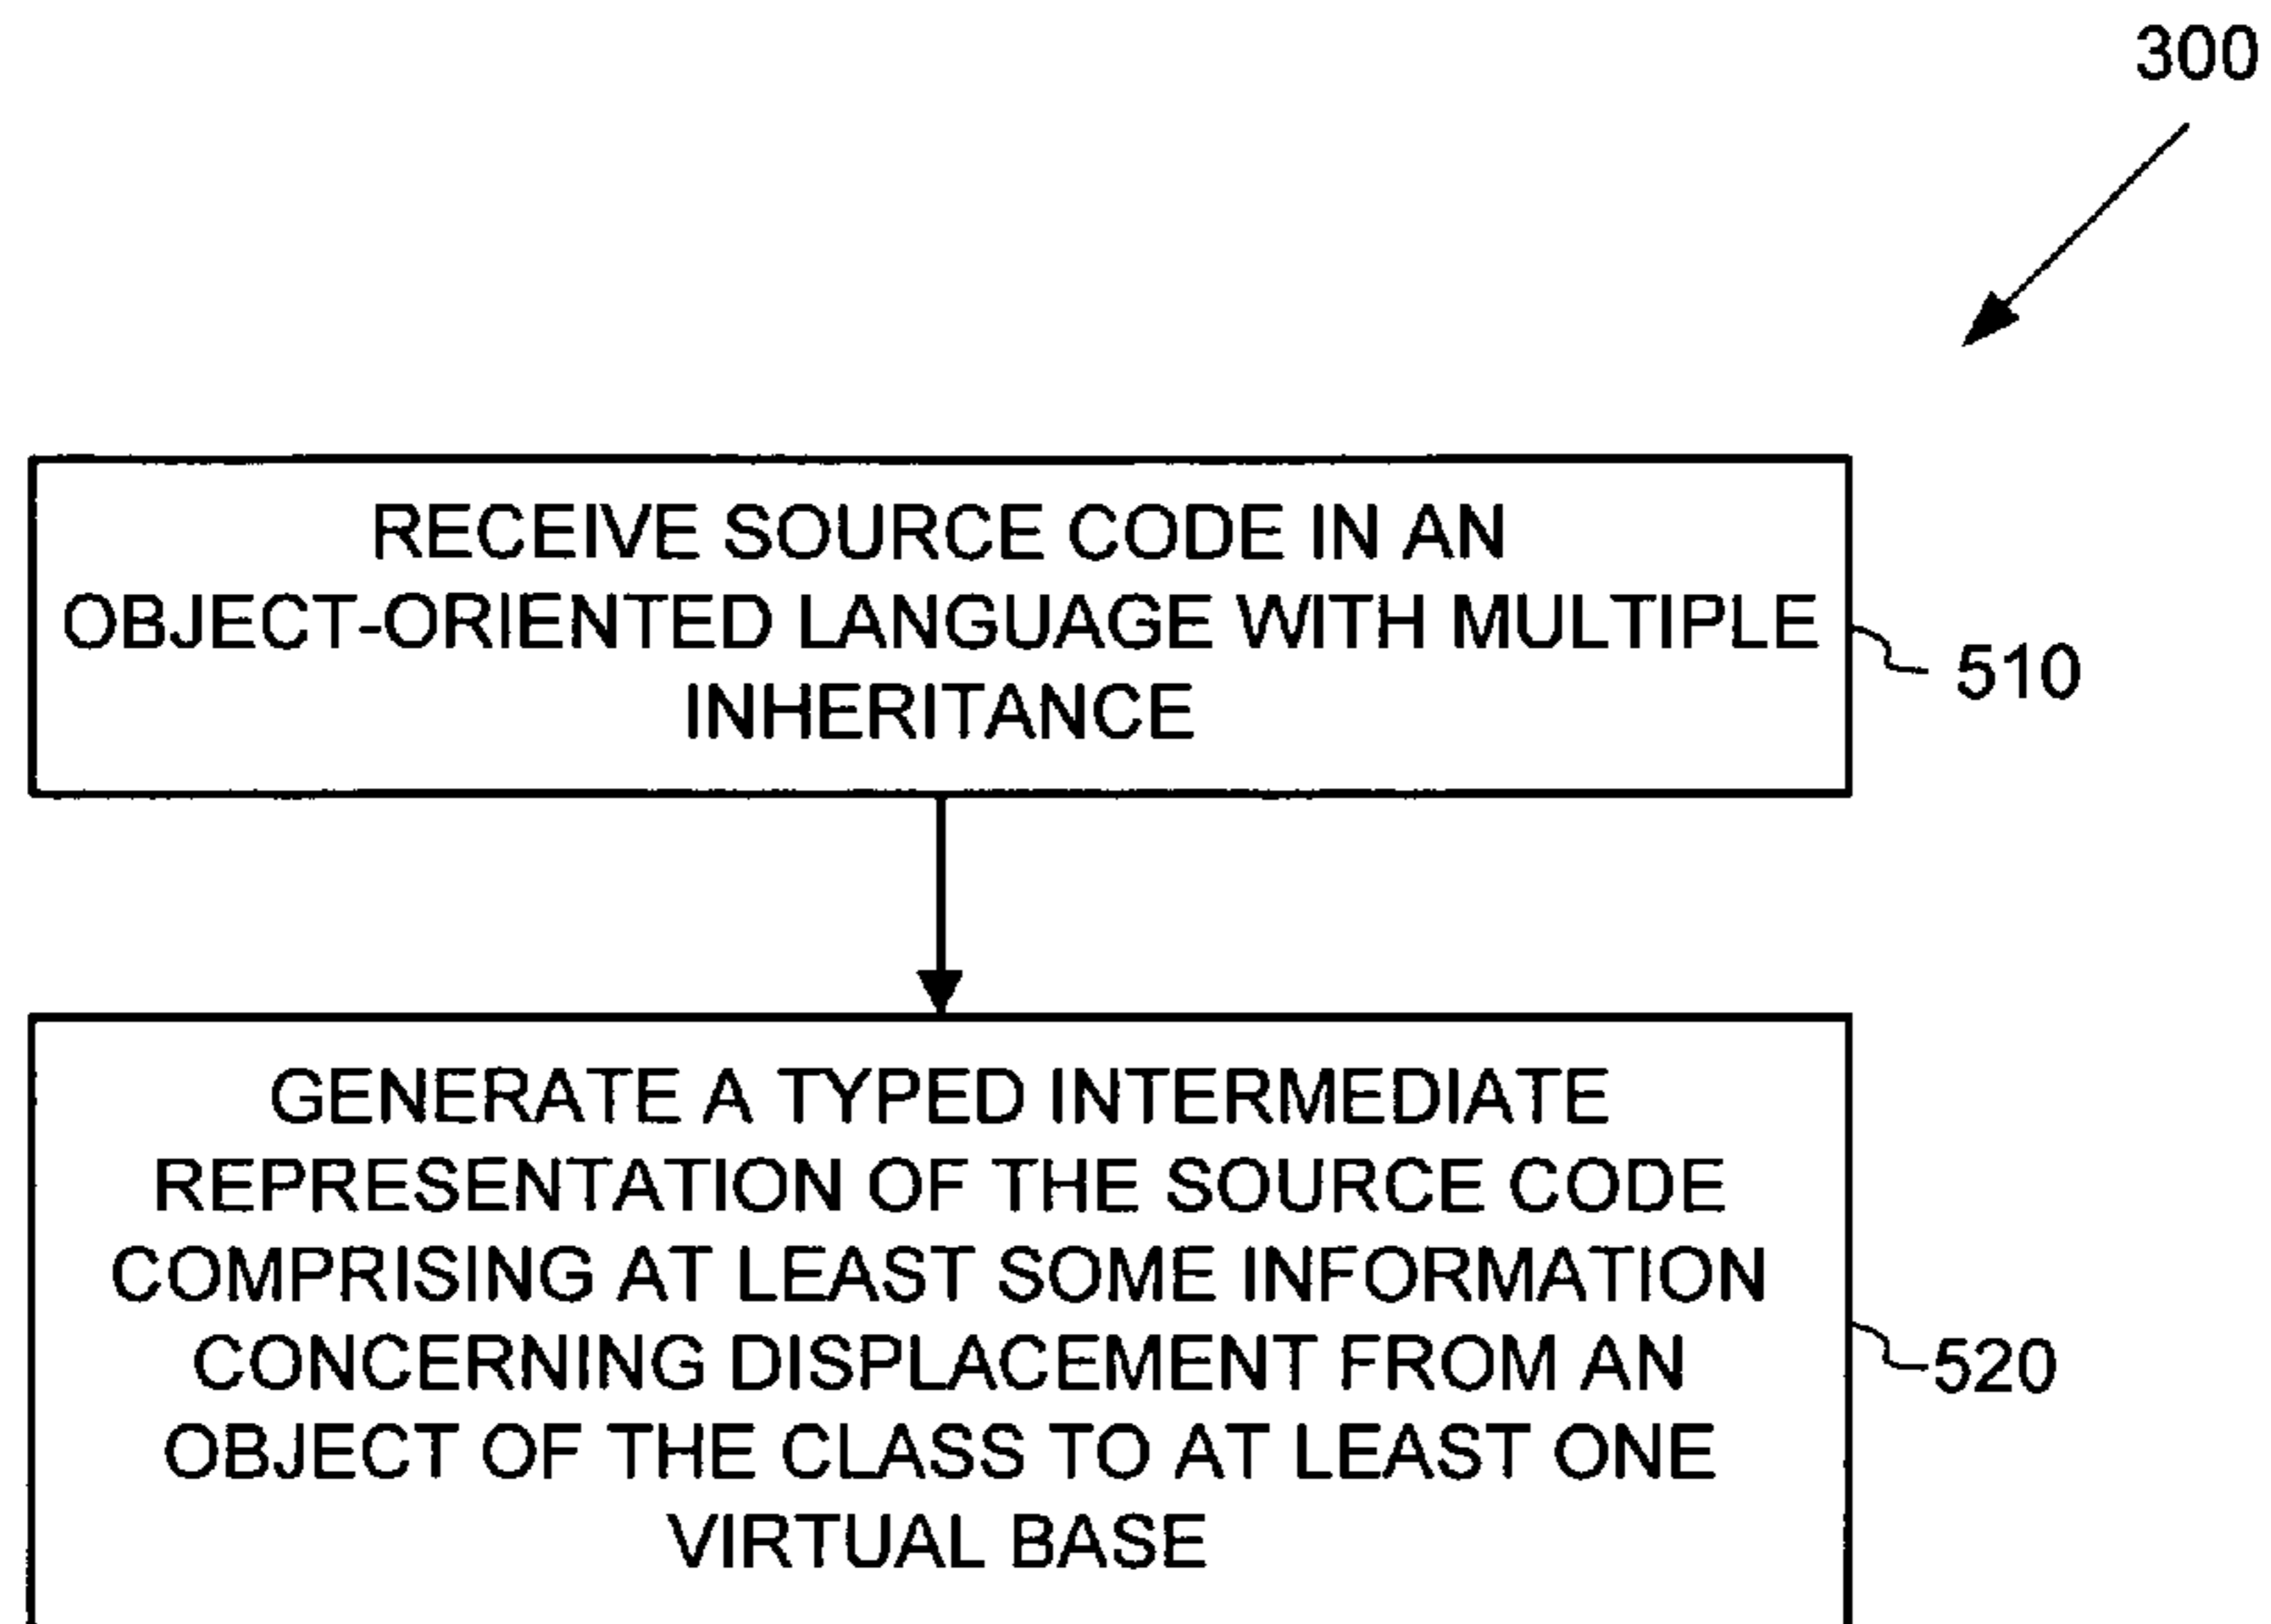 300
RECEIVE SOURCE CODE IN AN
OBJECT-ORIENTED LANGUAGE WITH MULTIPLE
INHERITANCE
510
GENERATE A TYPED INTERMEDIATE
REPRESENTATION OF THE SOURCE CODE
COMPRISING AT LEAST SOME INFORMATION
CONCERNING DISPLACEMENT FROM AN
OBJECT OF THE CLASS TO AT LEAST ONE
VIRTUAL BASE
520